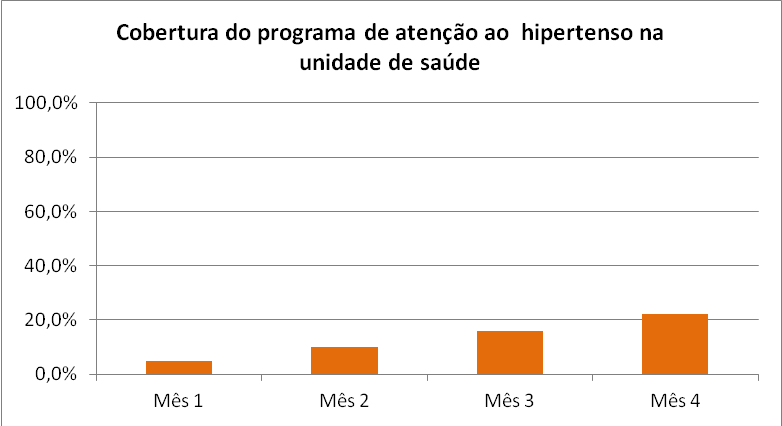 Cobertura do programa de atenção ao  hipertenso na
unidade de saúde
100,0%
80,0%
60,0%
40,0%
20,0%
0,0%
Mês 1 Mês 2 Mês 3 Mês 4